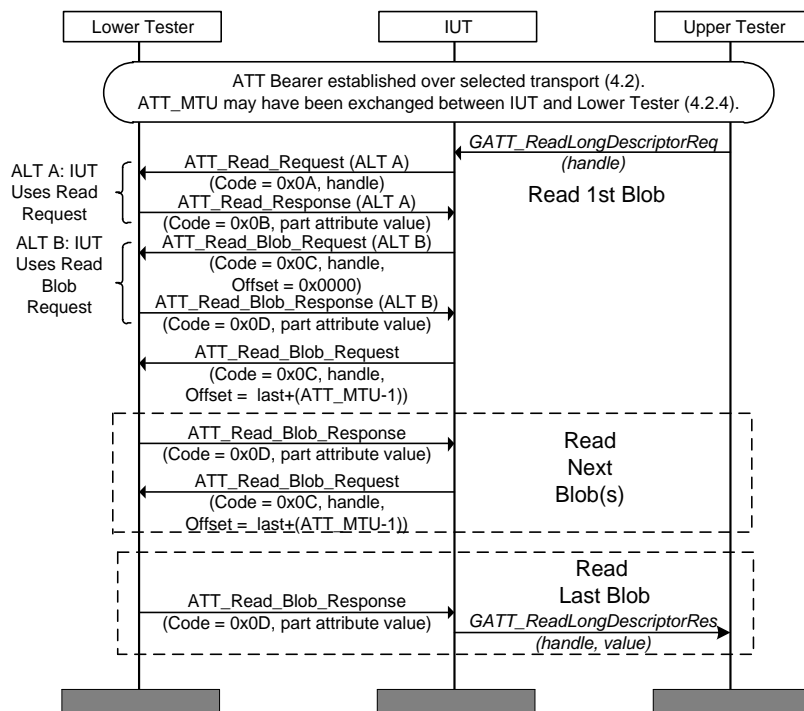 Lower Tester
IUT
Upper Tester
ATT Bearer established over selected transport (4.2).
ATT_MTU may have been exchanged between IUT and Lower Tester (4.2.4).
GATT_ReadLongDescriptorReq
(handle)
Read 1st Blob
ALT A: IUT
Uses Read
Request
ATT_Read_Request (ALT A)
(Code = 0x0A, handle)
ATT_Read_Response (ALT A)
(Code = 0x0B, part attribute value)
ALT B: IUT
Uses Read
Blob
Request
ATT_Read_Blob_Request (ALT B)
(Code = 0x0C, handle,
Offset = 0x0000)
ATT_Read_Blob_Response (ALT B)
(Code = 0x0D, part attribute value)
ATT_Read_Blob_Request
(Code = 0x0C, handle,
Offset = last+(ATT_MTU-1))
ATT_Read_Blob_Response
(Code = 0x0D, part attribute value)
ATT_Read_Blob_Request
(Code = 0x0C, handle,
Offset = last+(ATT_MTU-1))
Read
Next
Blob(s)
Read
Last Blob
ATT_Read_Blob_Response
(Code = 0x0D, part attribute value)
GATT_ReadLongDescriptorRes
(handle, value)